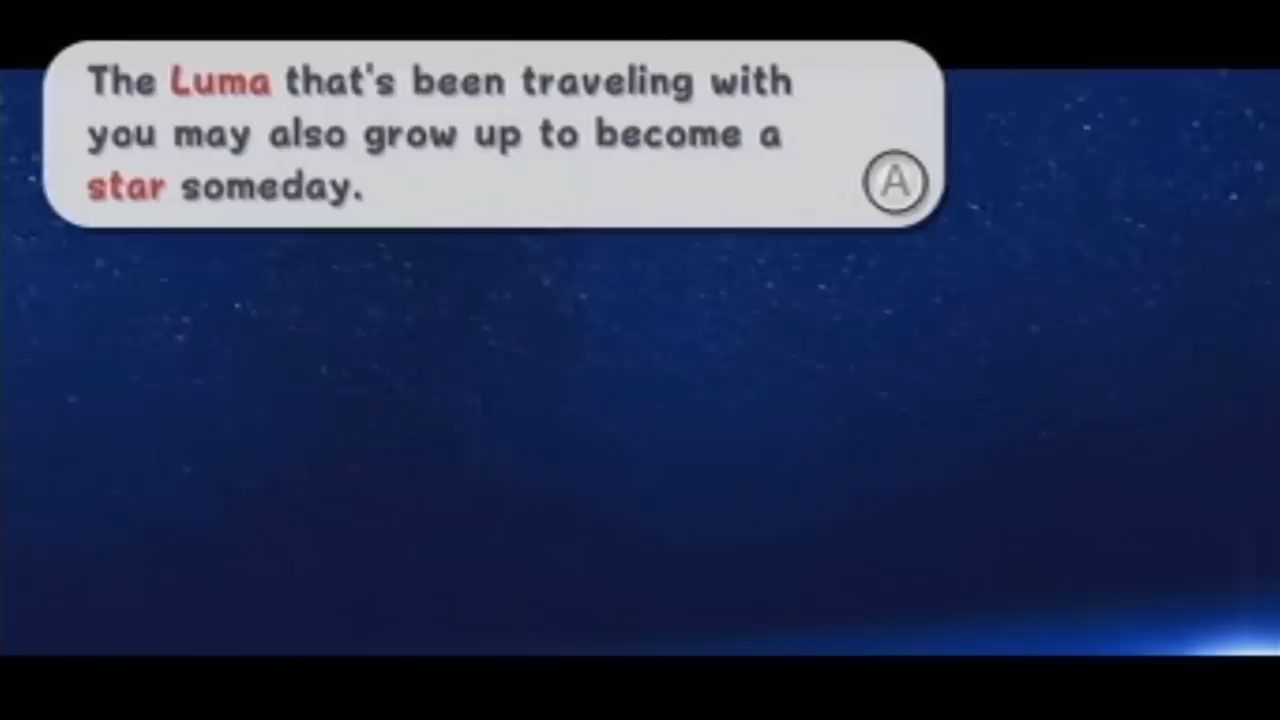 The Luma that's been traveling with
you may also grow up to become a
star someday.
A